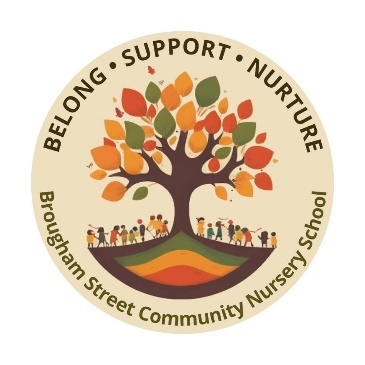 BELONG • SUPPORT • NURTURE
Brougham Street Community Nursery School